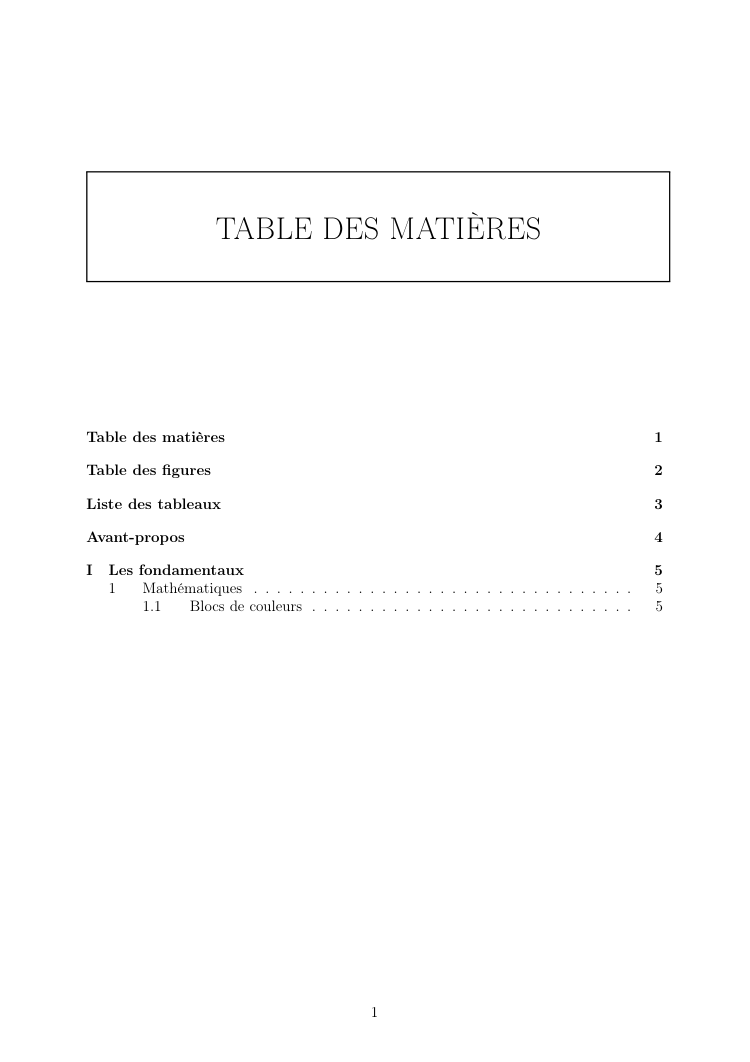 TABLE DES MATIÈRES
Table des matières 1
Table des figures 2
Liste des tableaux 3
Avant-propos 4
I Les fondamentaux 5
1 Mathématiques . . . . . . . . . . . . . . . . . . . . . . . . . . . . . . . . . 5
1.1 Blocs de couleurs . . . . . . . . . . . . . . . . . . . . . . . . . . . . 5
1